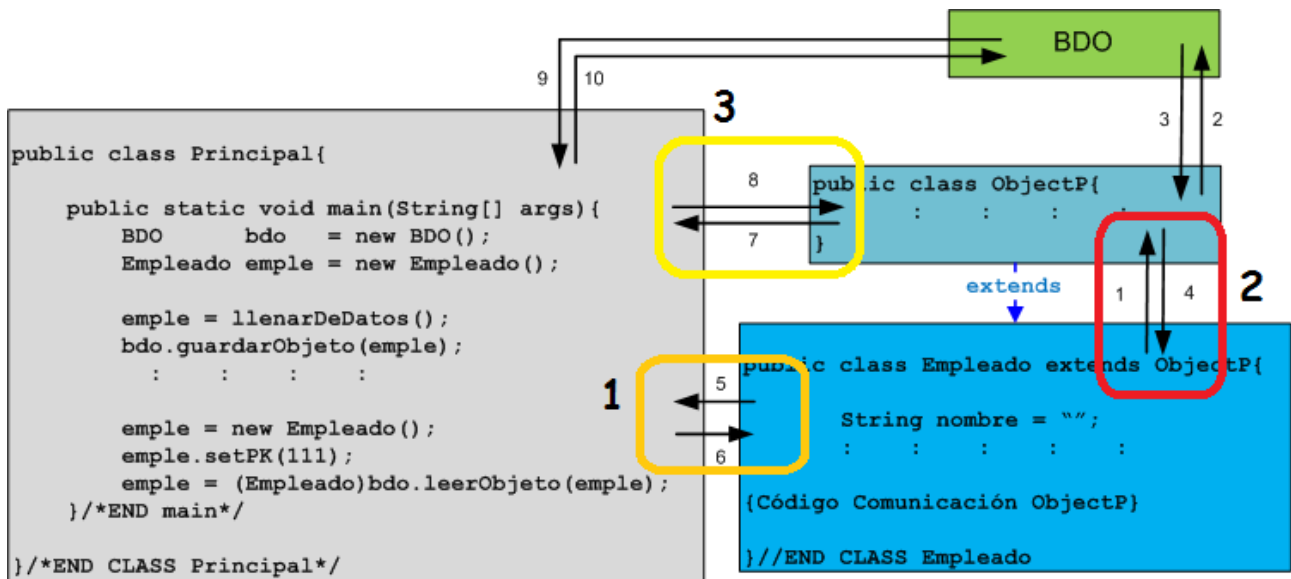 BDO
9
10
3
2
3
public class Principal{
public static void main(String[] args){
BDO bdo = new BDO();
Empleado emple = new Empleado();
emple = llenarDeDatos();
bdo.guardarObjeto(emple);
: : : :
emple = new Empleado();
emple.setPK(111);
emple = (Empleado)bdo.leerObjeto(emple);
}/*END main*/
}/*END CLASS Principal*/
8
7
public class ObjectP{
: : : :
}
extends
1
4
2
1
5
6
public class Empleado extends ObjectP{
String nombre = “”;
: : : : :
{Código Comunicación ObjectP}
}//END CLASS Empleado